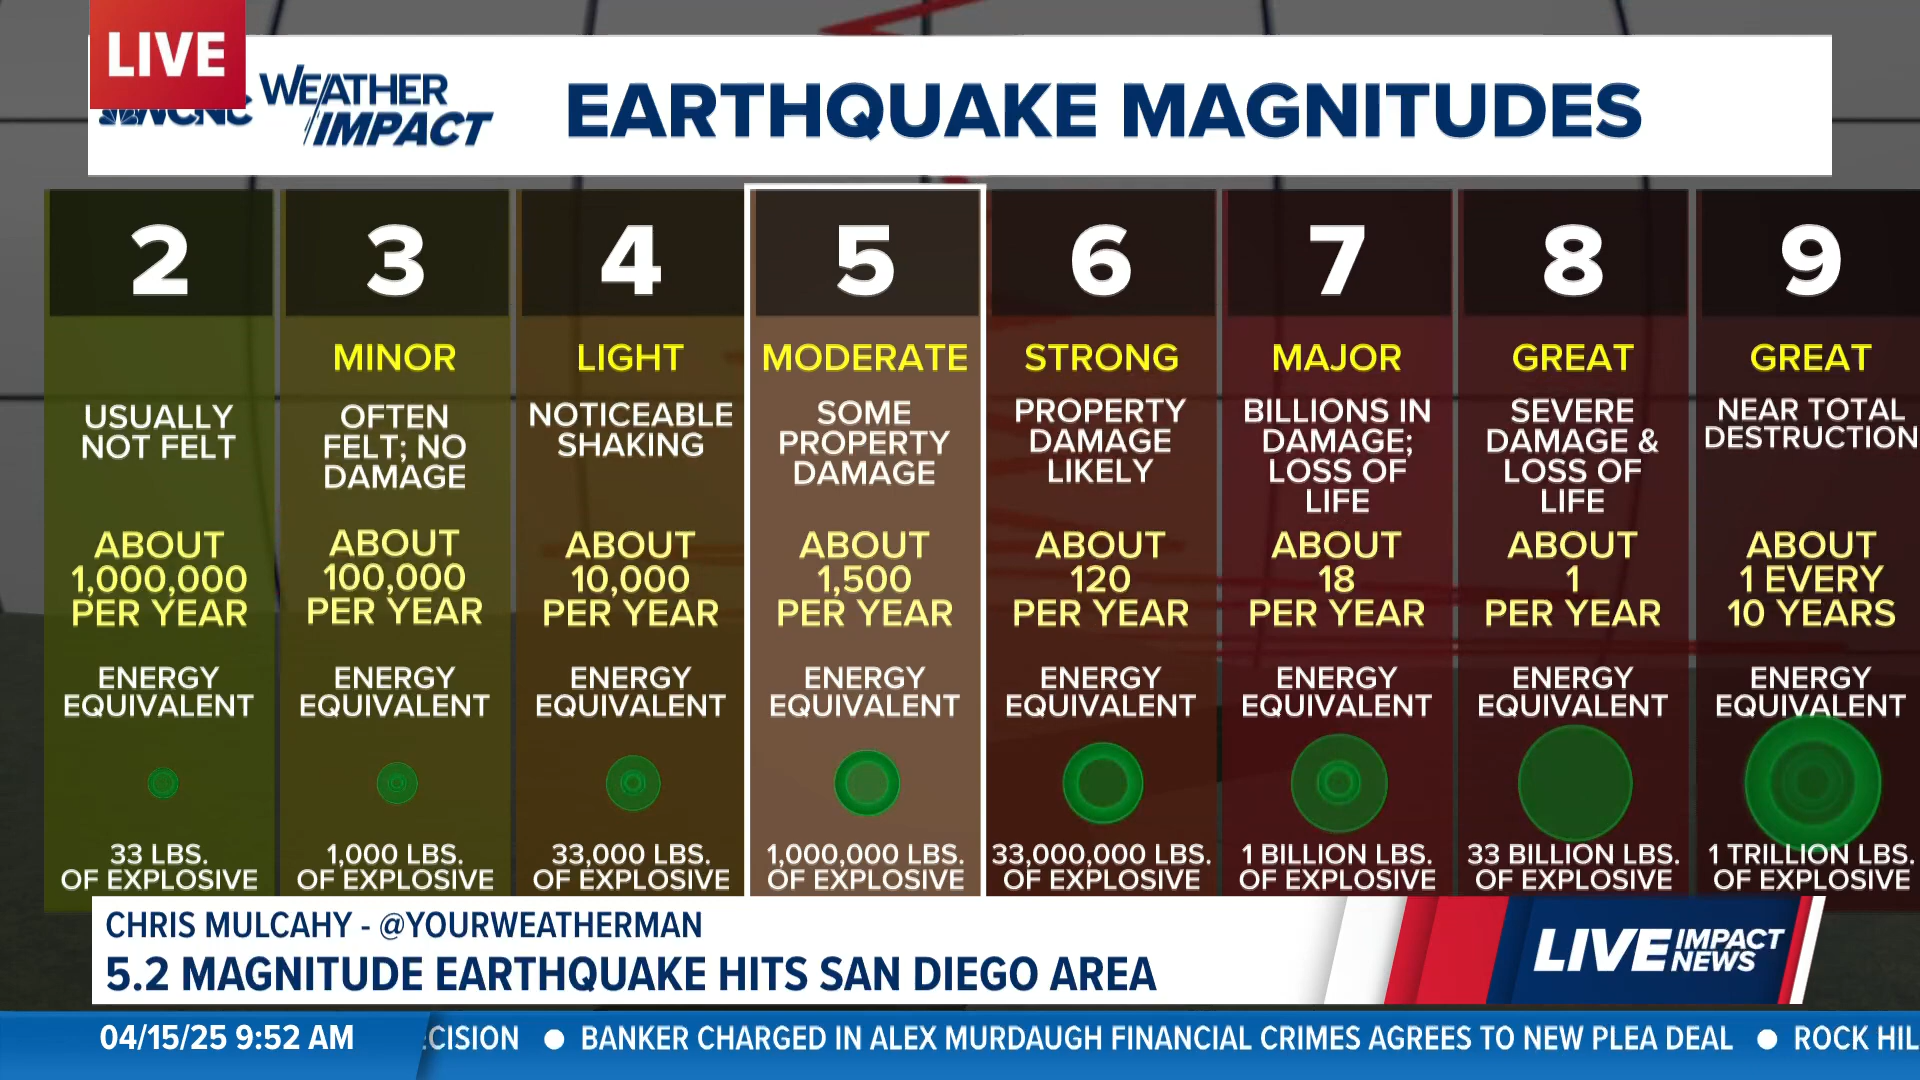 LIVE
WCNC
WEATHER
IMPACT
EARTHQUAKE MAGNITUDES
2
USUALLY
NOT FELT
ABOUT
1,000,000
PER YEAR
ENERGY
EQUIVALENT
33 LBS.
OF EXPLOSIVE
3
MINOR
OFTEN
FELT; NO
DAMAGE
ABOUT
100,000
PER YEAR
ENERGY
EQUIVALENT
1,000 LBS.
OF EXPLOSIVE
4
LIGHT
NOTICEABLE
SHAKING
ABOUT
10,000
PER YEAR
ENERGY
EQUIVALENT
33,000 LBS.
OF EXPLOSIVE
5
MODERATE
SOME
PROPERTY
DAMAGE
ABOUT
1,500
PER YEAR
ENERGY
EQUIVALENT
1,000,000 LBS.
OF EXPLOSIVE
6
STRONG
PROPERTY
DAMAGE
LIKELY
ABOUT
120
PER YEAR
ENERGY
EQUIVALENT
33,000,000 LBS.
OF EXPLOSIVE
7
MAJOR
BILLIONS IN
DAMAGE;
LOSS OF
LIFE
ABOUT
18
PER YEAR
ENERGY
EQUIVALENT
1 BILLION LBS.
OF EXPLOSIVE
8
GREAT
SEVERE
DAMAGE &
LOSS OF
LIFE
ABOUT
1
PER YEAR
ENERGY
EQUIVALENT
33 BILLION LBS.
OF EXPLOSIVE
9
GREAT
NEAR TOTAL
DESTRUCTION
ABOUT
1 EVERY
10 YEARS
ENERGY
EQUIVALENT
1 TRILLION LBS.
OF EXPLOSIVE
CHRIS MULCAHY - @YOURWEATHERMAN
5.2 MAGNITUDE EARTHQUAKE HITS SAN DIEGO AREA
LIVE IMPACT
NEWS
04/15/25 9:52 AM CISION ● BANKER CHARGED IN ALEX MURDAUGH FINANCIAL CRIMES AGREES TO NEW PLEA DEAL ● ROCK HIL